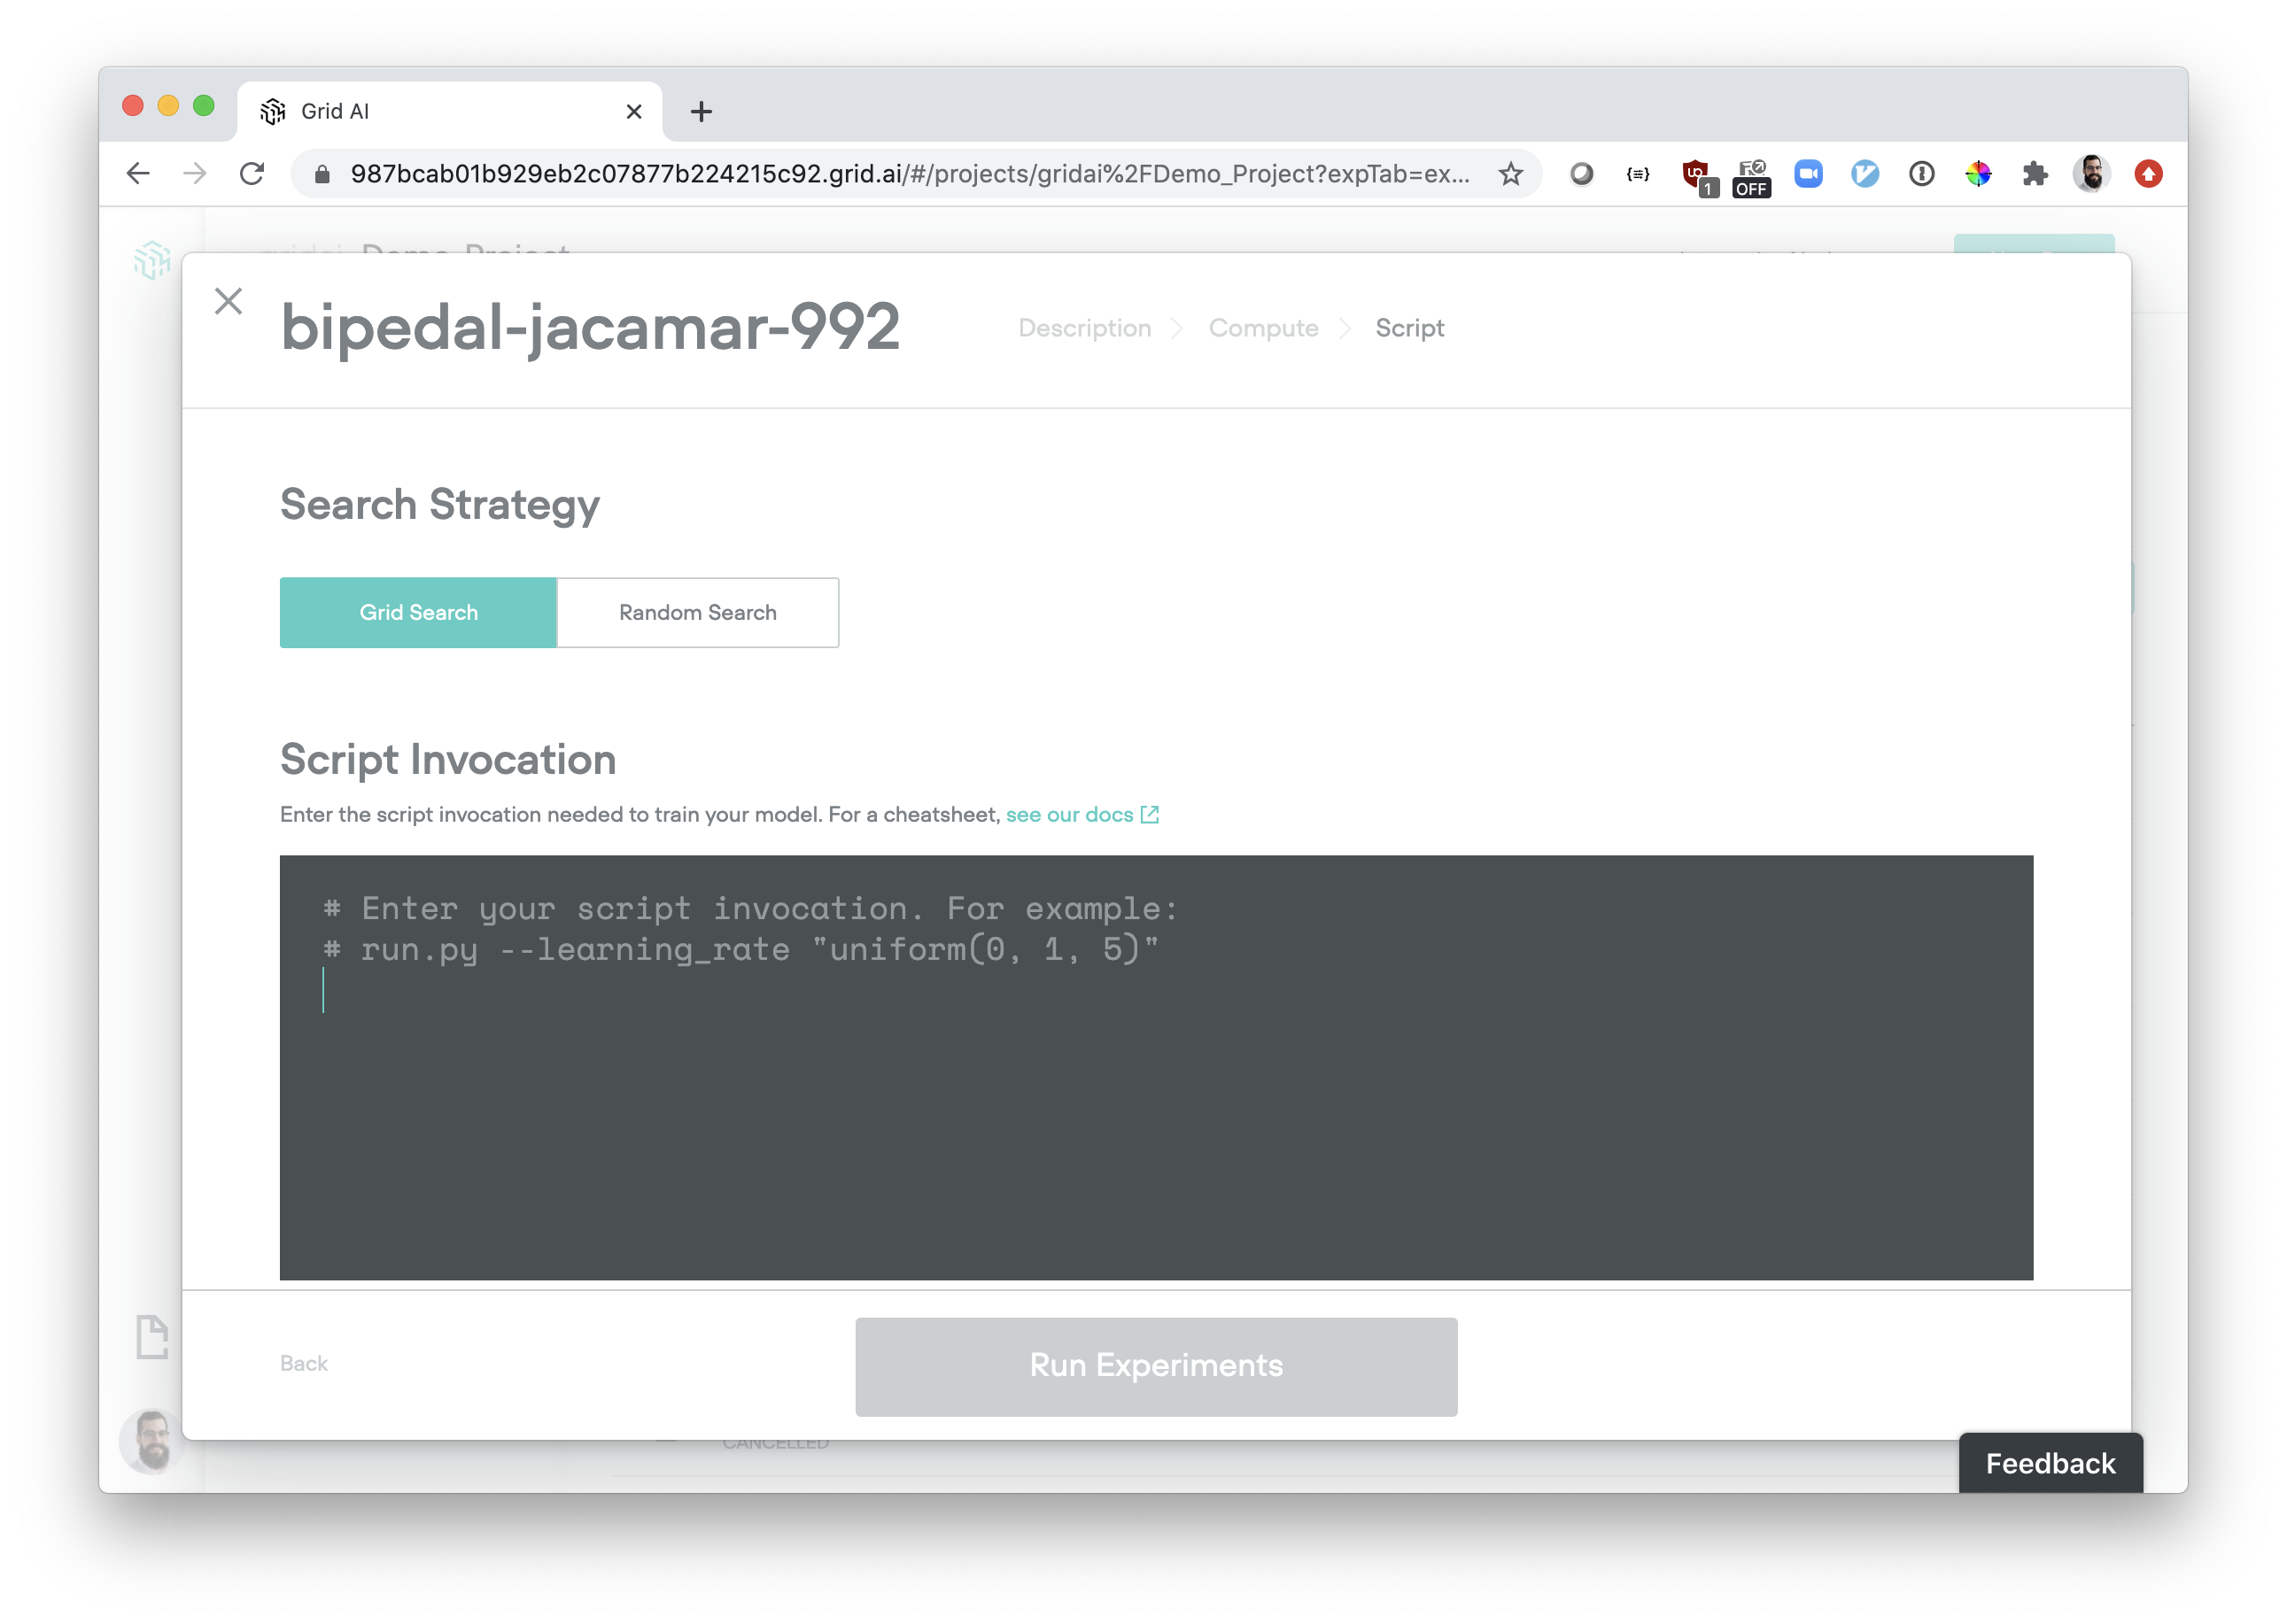 Grid AI
987bcab01b929eb2c07877b224215c92.grid.ai/#/projects/gridai%2FDemo_Project?expTab=ex...
1
OFF
Demo_Project
bipedal-jacamar-992
Description
Compute
Script
Search Strategy
Grid Search
Random Search
Script Invocation
Enter the script invocation needed to train your model. For a cheatsheet, see our docs
# Enter your script invocation. For example:
# run.py --learning_rate "uniform(0, 1, 5)"
Back
Run Experiments
CANCELLED
Feedback